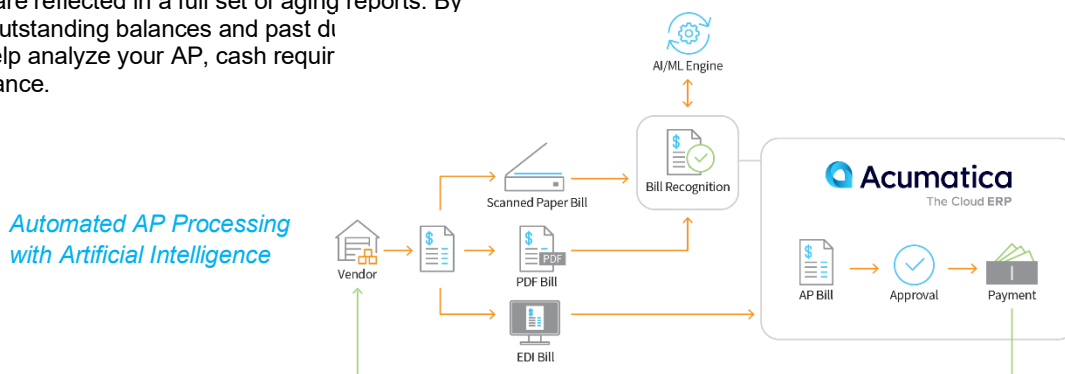 are reflected in a full set of aging reports. By
outstanding balances and past
elp analyze your AP, cash
ance.
AI/ML Engine
$
Bill Recognition
Acumatica
The Cloud ERP
Scanned Paper Bill
Automated AP Processing
with Artificial Intelligence
$
$
PDF
$
Vendor
PDF Bill
AP Bill
Approval
Payment
$
EDI Bill